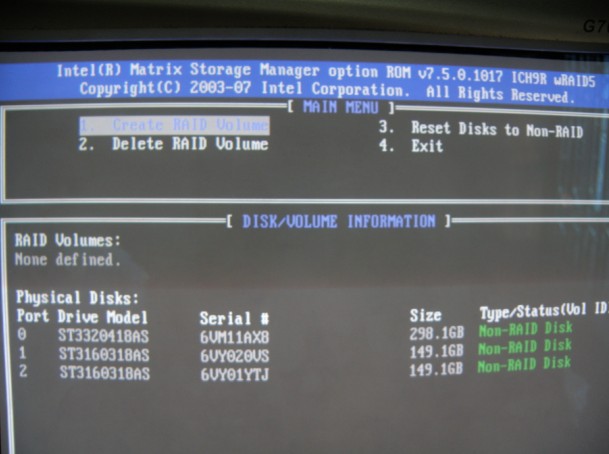 Intel(R) Matrix Storage Manager option ROM v7.5.0.1017 ICH9R wRAID5
Copyright(C) 2003-07 Intel Corporation. All Rights Reserved.
[ MAIN MENU ]
1. Create RAID Volume 3. Reset Disks to Non-RAID
2. Delete RAID Volume 4. Exit
[ DISK/VOLUME INFORMATION ]
RAID Volumes:
None defined.
Physical Disks:
Port Drive Model Serial # Size Type/Status(Vol ID
0 ST3320418AS 6VM11AX8 298.1GB Non-RAID Disk
1 ST3160318AS 6VY020VS 149.1GB Non-RAID Disk
2 ST3160318AS 6VY01YTJ 149.1GB Non-RAID Disk